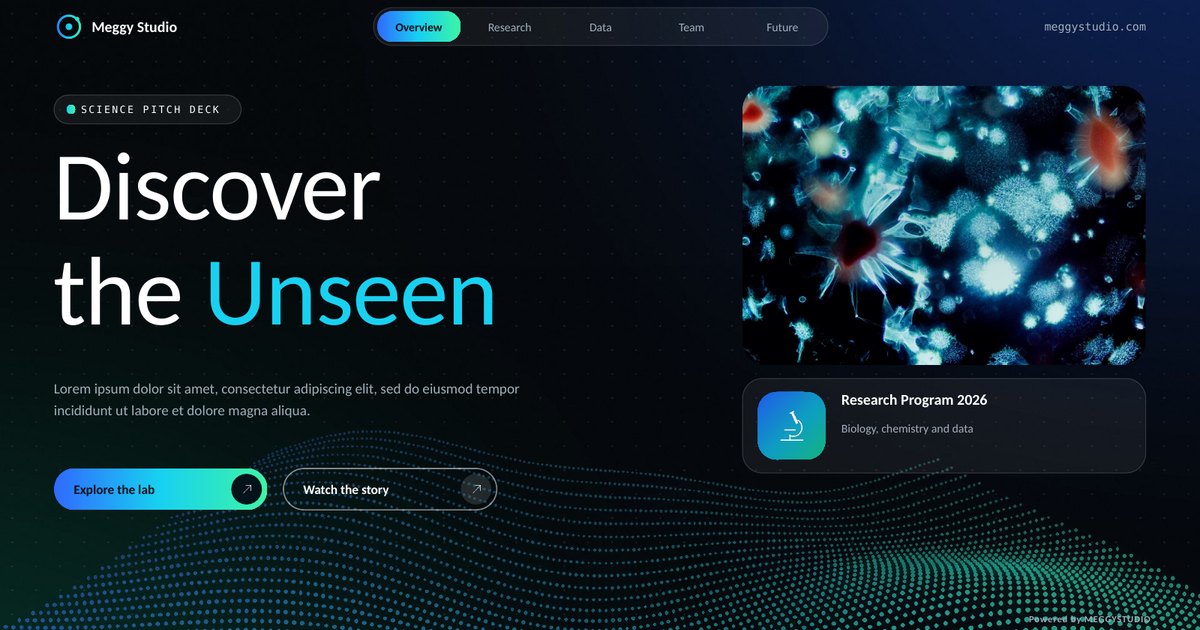 Meggy Studio
Overview
Research
Data
Team
Future
meggystudio.com
SCIENCE PITCH DECK
Discover
the Unseen
Lorem ipsum dolor sit amet, consectetur adipiscing elit, sed do eiusmod tempor
incididunt ut labore et dolore magna aliqua.
Explore the lab
Watch the story
Research Program 2026
Biology, chemistry and data
Powered by MEGGYSTUDIO